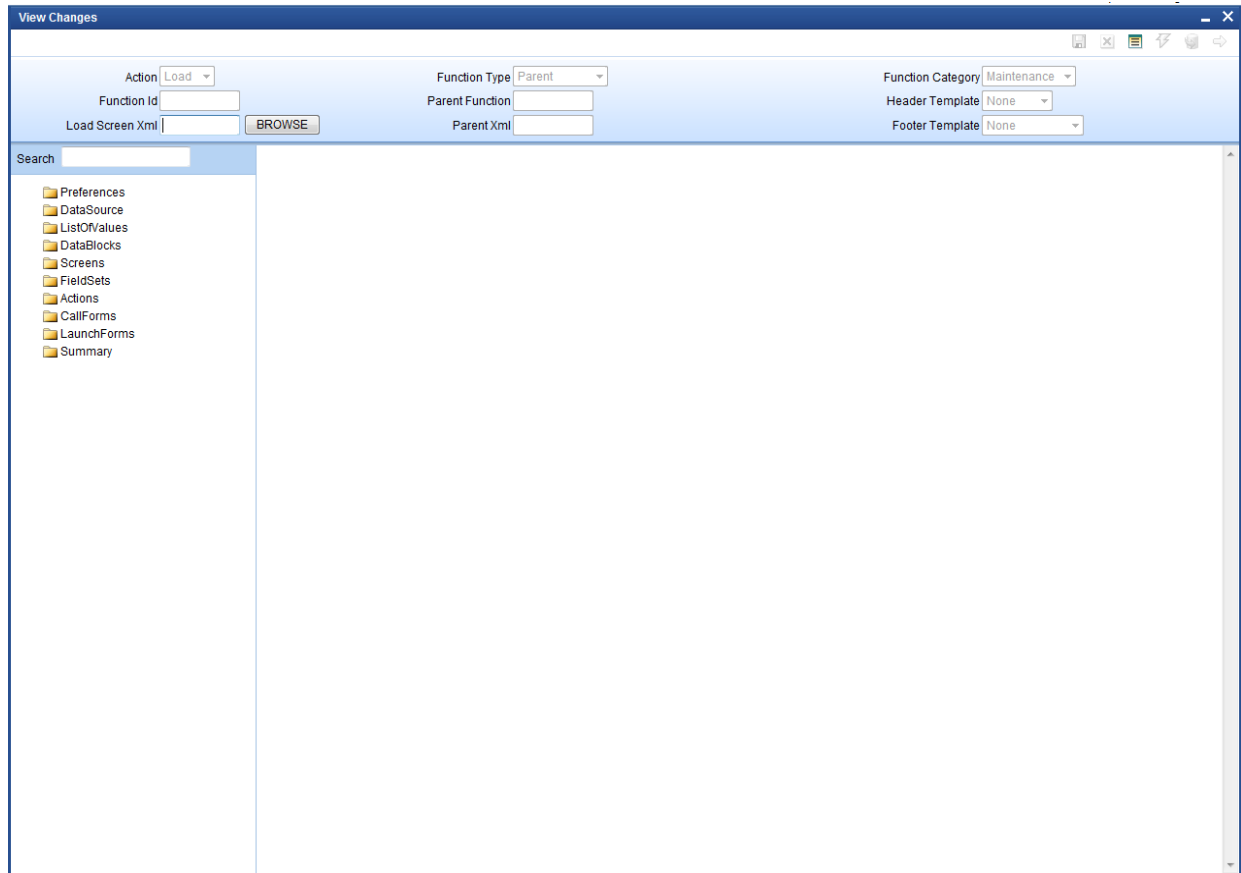 View Changes
Action Load Function Type Parent Function Category Maintenance
Function Id Parent Function Header Template None
Load Screen Xml BROWSE Parent Xml Footer Template None
Search
Preferences
DataSource
ListOfValues
DataBlocks
Screens
FieldSets
Actions
CallForms
LaunchForms
Summary